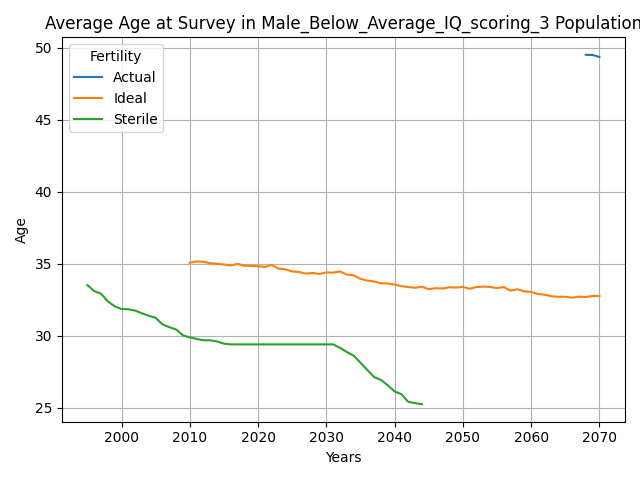 Average Age at Survey in Male_Below_Average_IQ_scoring_3 Population
Fertility
Actual
Ideal
Sterile
50
45
40
35
30
25
Age
2000
2010
2020
2030
2040
2050
2060
2070
Years